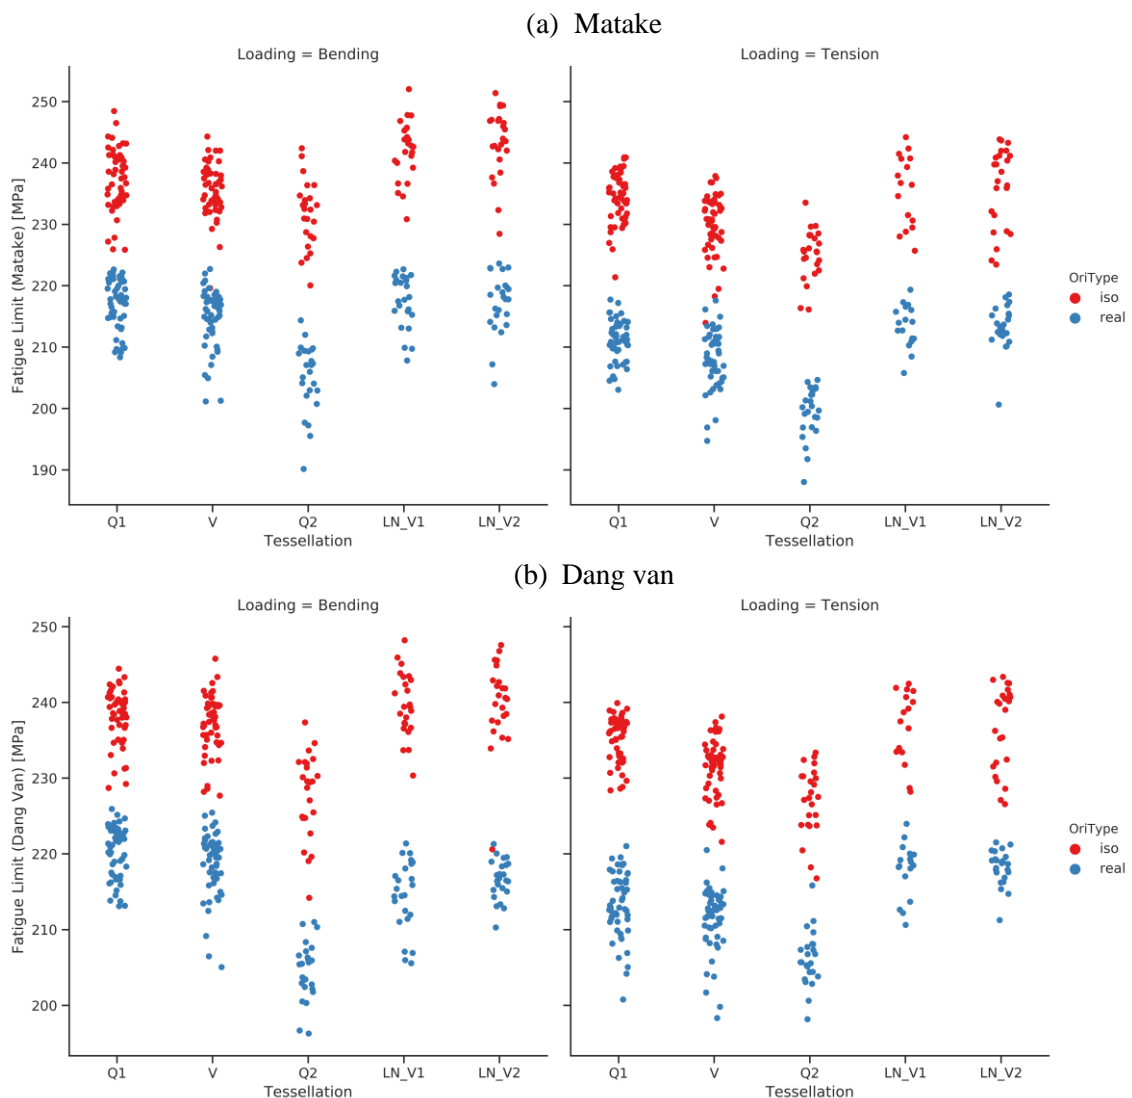 (a) Matake
Loading = Bending
Loading = Tension
Fatigue Limit (Matake) [MPa]
250
240
230
220
210
200
190
Q1 V Q2 LN_V1 LN_V2
Tessellation
Q1 V Q2 LN_V1 LN_V2
Tessellation
OriType
iso
real
(b) Dang van
Loading = Bending
Loading = Tension
Fatigue Limit (Dang Van) [MPa]
250
240
230
220
210
200
Q1 V Q2 LN_V1 LN_V2
Tessellation
Q1 V Q2 LN_V1 LN_V2
Tessellation
OriType
iso
real